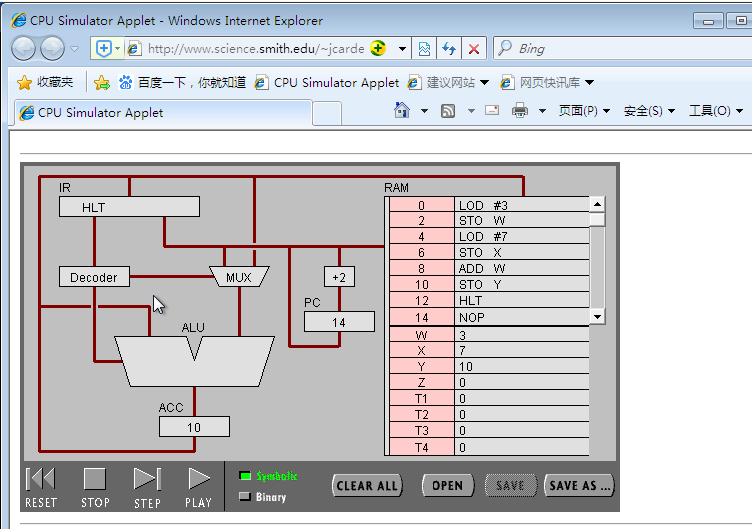 CPU Simulator Applet - Windows Internet Explorer
http://www.science.smith.edu/~jcarde
Bing
收藏夹 百度一下，你就知道 CPU Simulator Applet 建议网站 网页快讯库
CPU Simulator Applet
页面(P) 安全(S) 工具(O)
IR
HLT
Decoder
MUX
+2
PC
14
ALU
ACC
10
RAM
0 LOD #3
2 STO W
4 LOD #7
6 STO X
8 ADD W
10 STO Y
12 HLT
14 NOP
W 3
X 7
Y 10
Z 0
T1 0
T2 0
T3 0
T4 0
RESET STOP STEP PLAY
Symbolic
Binary
CLEAR ALL OPEN SAVE SAVE AS ...